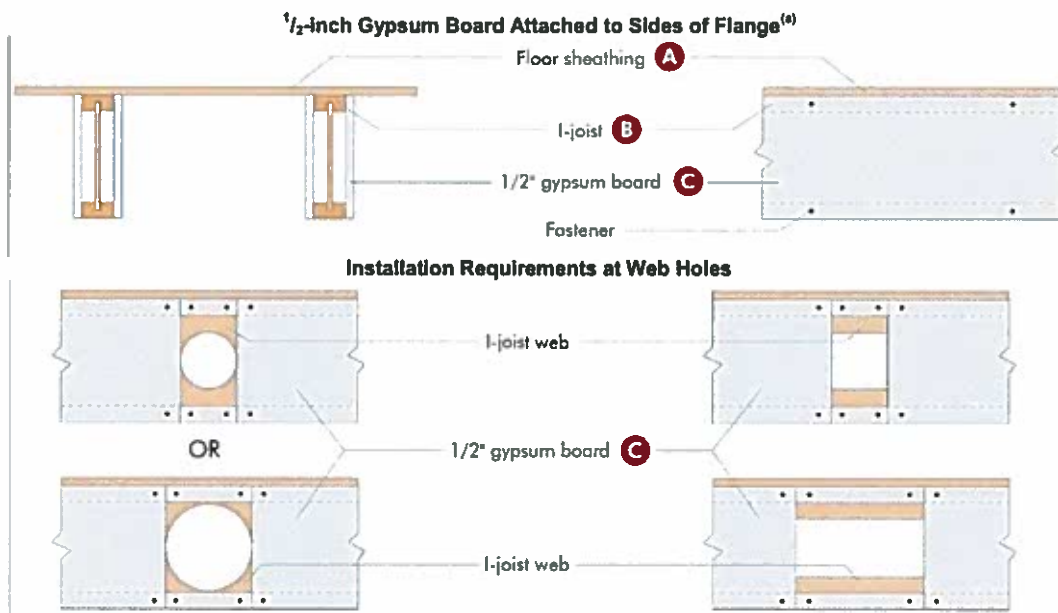 1/2-inch Gypsum Board Attached to Sides of Flange(a)
Floor sheathing A
I-joist B
1/2" gypsum board C
Fastener
Installation Requirements at Web Holes
I-joist web
OR
1/2" gypsum board C
I-joist web